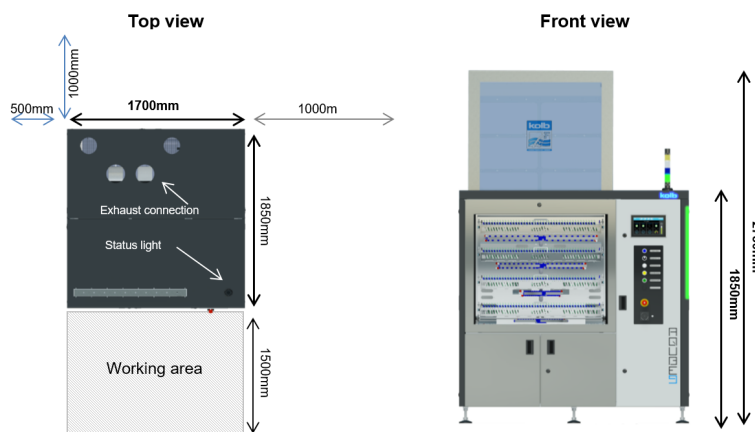 Top view
Front view
1000mm
500mm
1700mm
1000m
kolb
Exhaust connection
Status light
1850mm
kolb
1850mm
Working area
1500mm